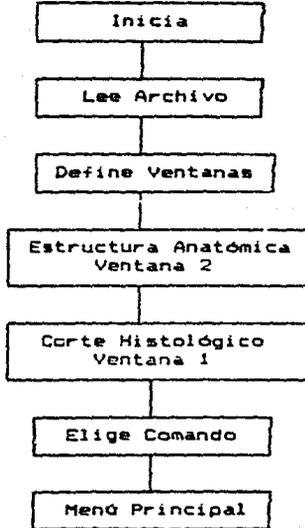 Inicia
Lee Archivo
Define Ventanas
Estructura Anatómica
Ventana 2
Corte Histológico
Ventana 1
Elige Comando
Menú Principal